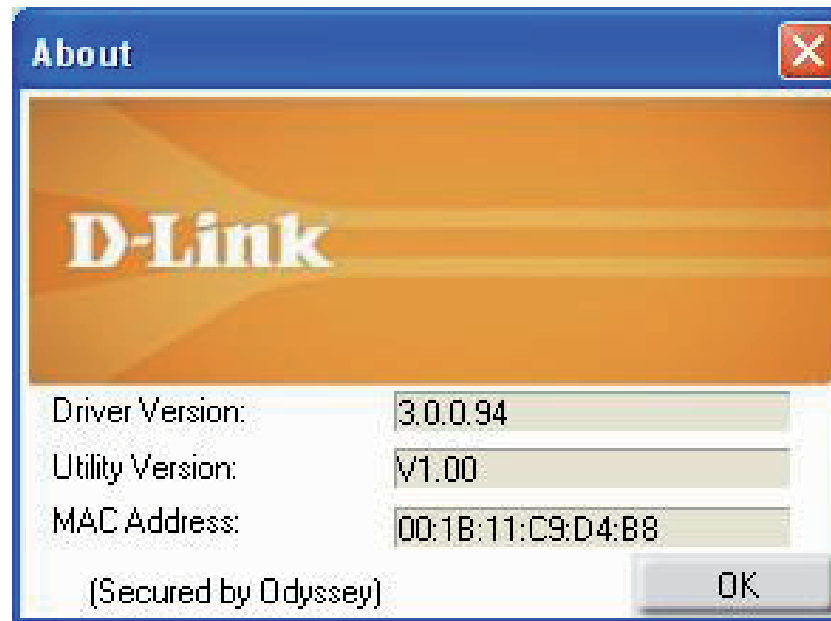 About
D-Link
Driver Version: 3.0.0.94
Utility Version: V1.00
MAC Address: 00:1B:11:C9:D4:B8
(Secured by Odyssey) OK